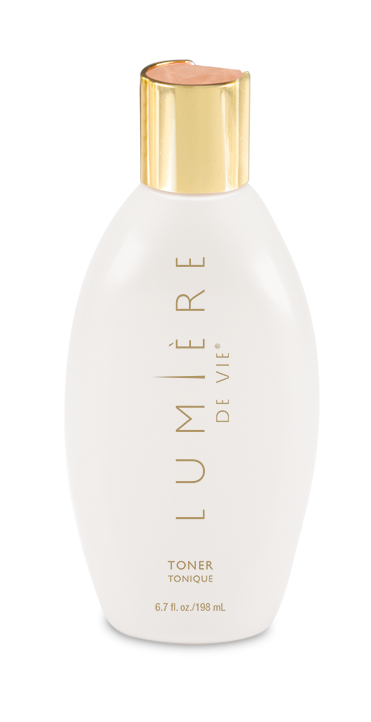 LUMIÈRE
DE VIE®
TONER
TONIQUE
6.7 fl. oz./198 mL